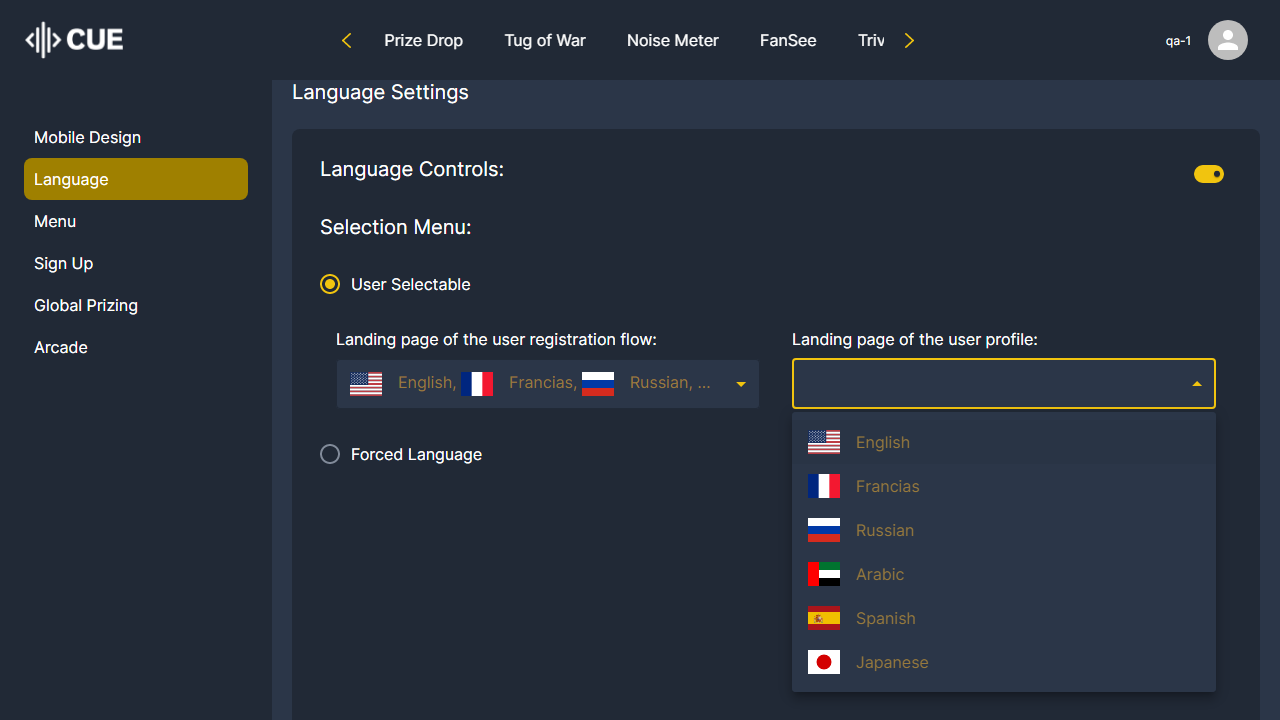 CUE
Prize Drop
Tug of War
Noise Meter
FanSee
Triv
qa-1
Mobile Design
Language
Menu
Sign Up
Global Prizing
Arcade
Language Settings
Language Controls:
Selection Menu:
User Selectable
Landing page of the user registration flow:
English, Francias, Russian, ...
Forced Language
Landing page of the user profile:
English
Francias
Russian
Arabic
Spanish
Japanese